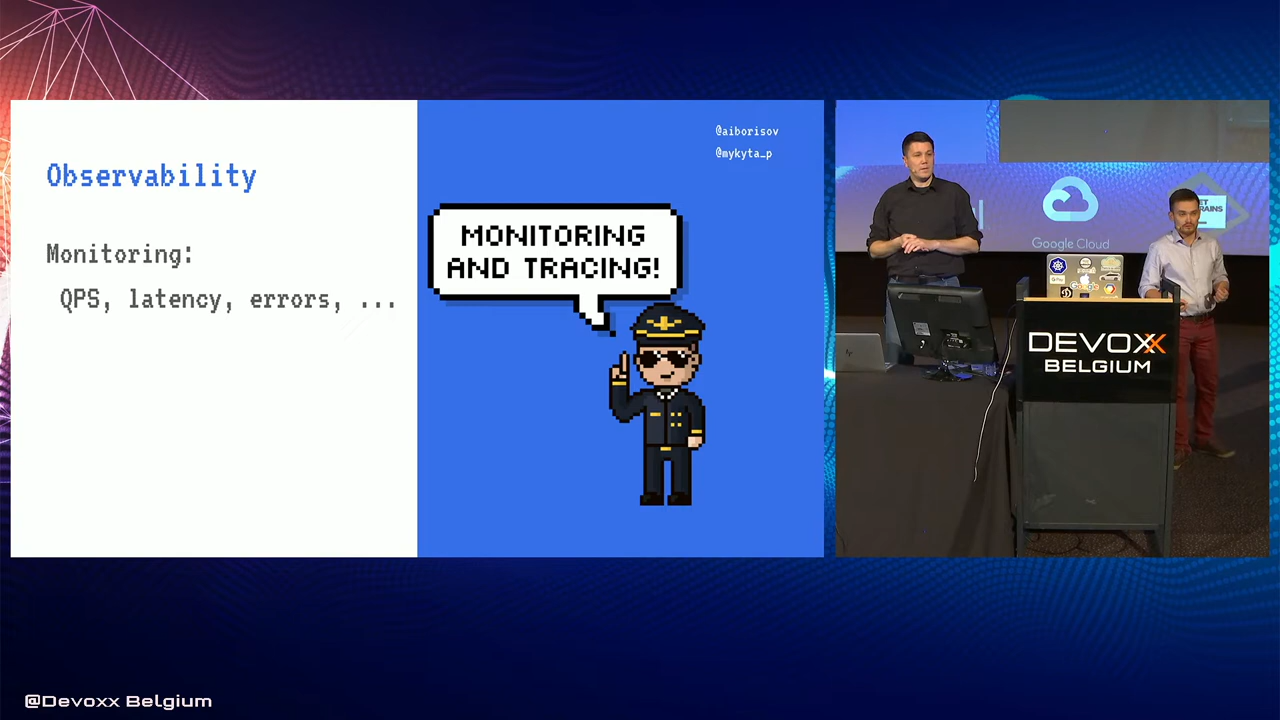 Observability
Monitoring:
QPS, latency, errors, ...
@aiborisov
@mykyta_p
MONITORING
AND TRACING!
Google Cloud
DEVOXX
BELGIUM
@Devoxx Belgium